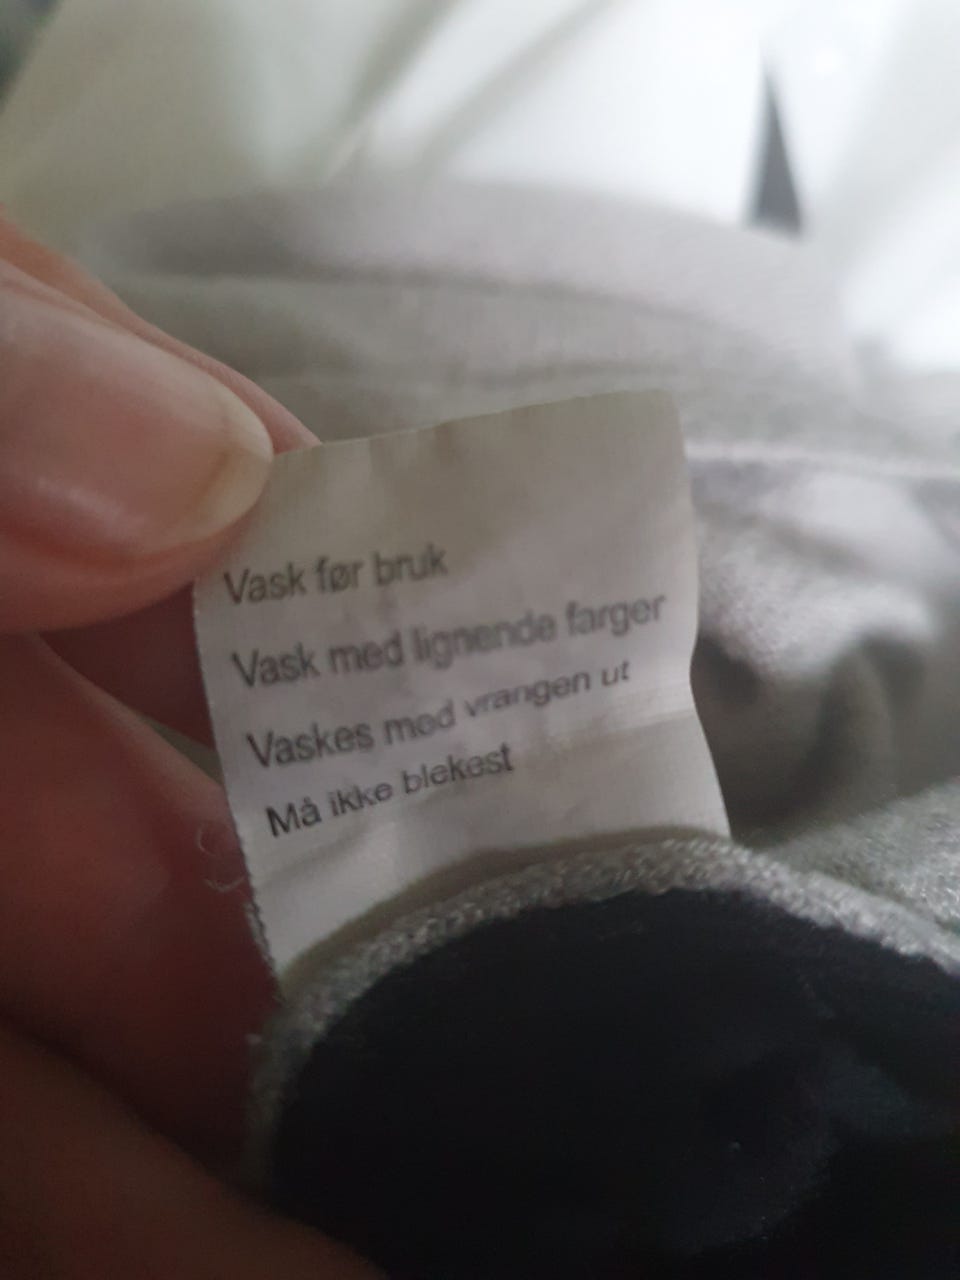 Vask før bruk
Vask med lignende farger
Vaskes med vrangen ut
Må ikke blekest